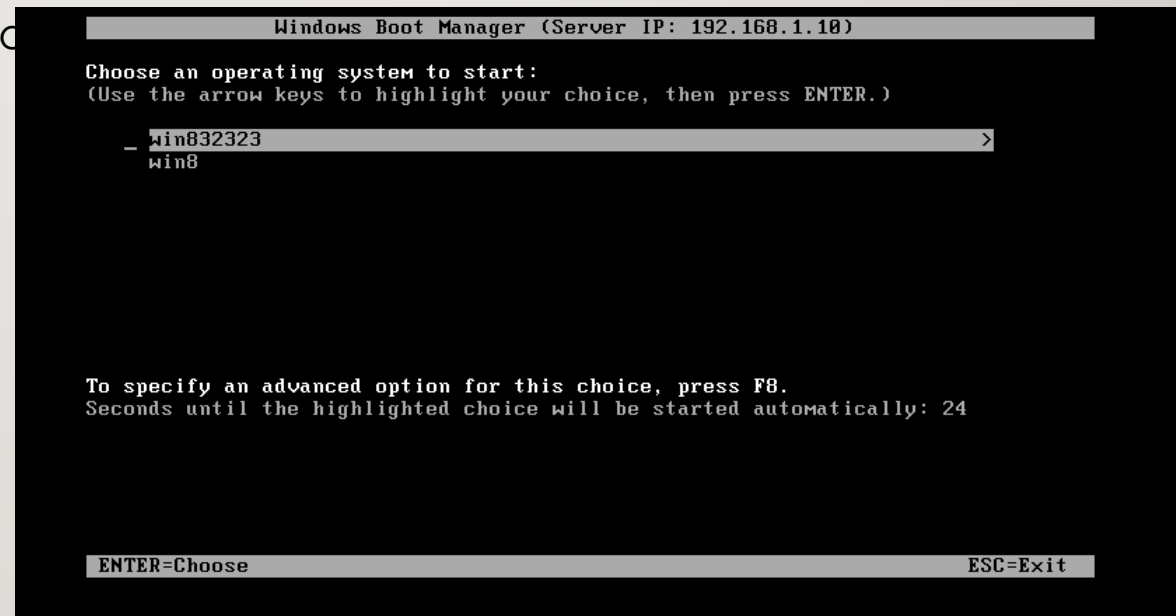 Windows Boot Manager (Server IP: 192.168.1.10)
Choose an operating system to start:
(Use the arrow keys to highlight your choice, then press ENTER.)
_ win832323 >
win8
To specify an advanced option for this choice, press F8.
Seconds until the highlighted choice will be started automatically: 24
ENTER=Choose ESC=Exit